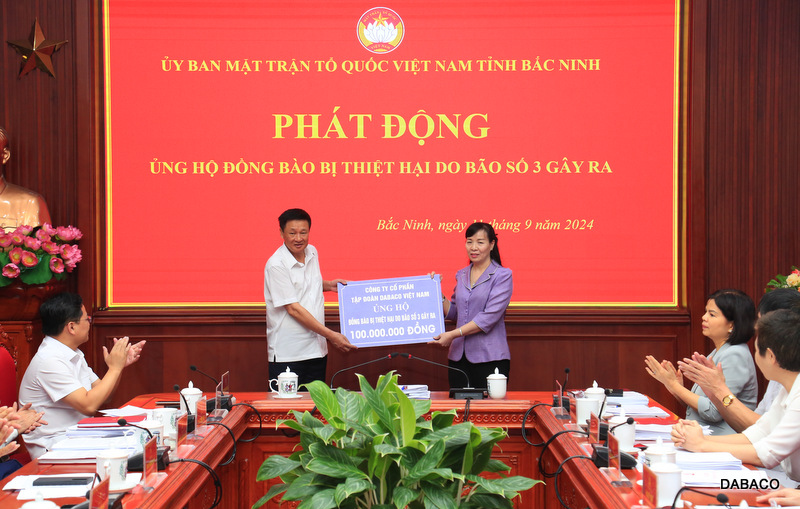 ỦY BAN MẶT TRẬN TỔ QUỐC VIỆT NAM TỈNH BẮC NINH
PHÁT ĐỘNG
ỦNG HỘ ĐỒNG BÀO BỊ THIỆT HẠI DO BÃO SỐ 3 GÂY RA
Bắc Ninh, ngày 11 tháng 9 năm 2024
CÔNG TY CỔ PHẦN
TẬP ĐOÀN DABACO VIỆT NAM
ỦNG HỘ
ĐỒNG BÀO BỊ THIỆT HẠI DO BÃO SỐ 3 GÂY RA
100.000.000 ĐỒNG
DABACO